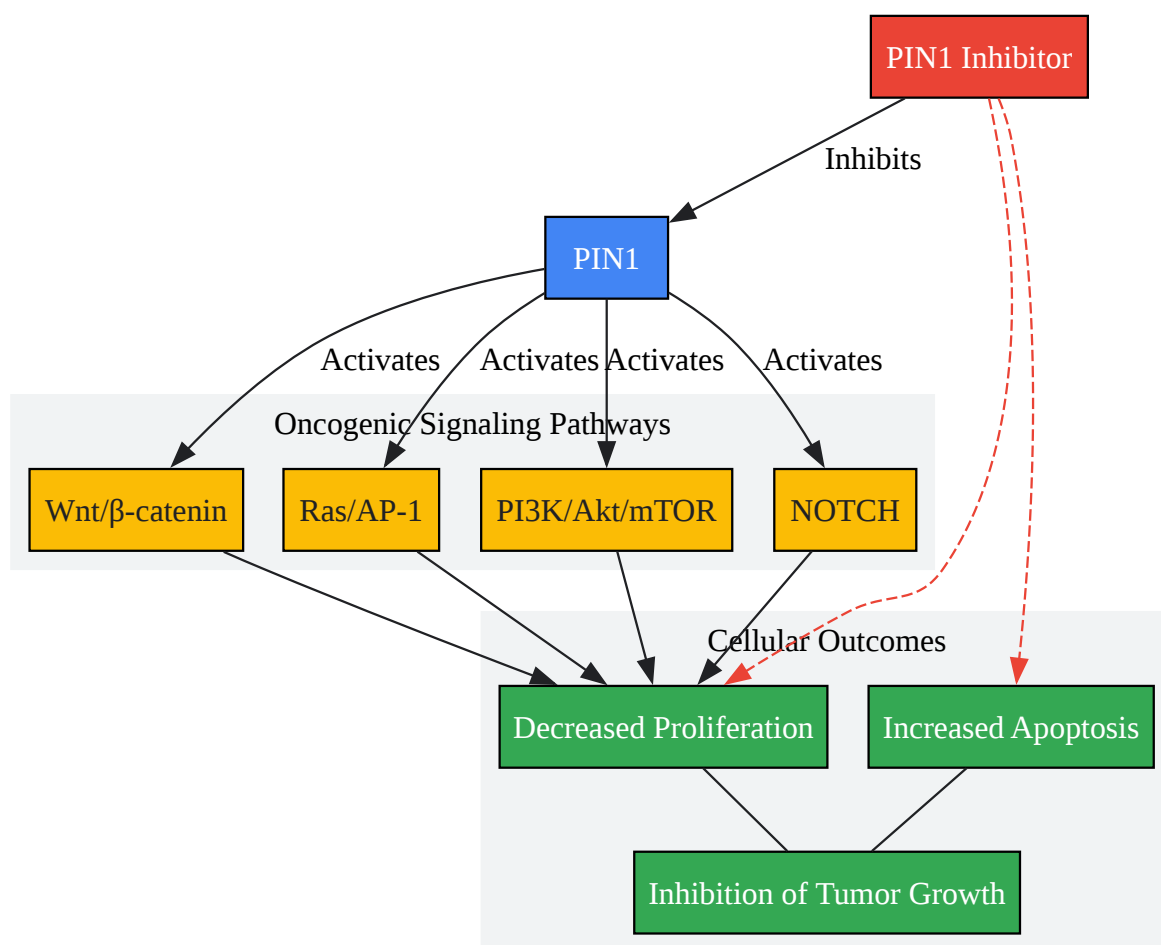 PIN1 Inhibitor
Inhibits
PIN1
Activates
Activates
Activates
Activates
Oncogenic Signaling Pathways
Wnt/β-catenin
Ras/AP-1
PI3K/Akt/mTOR
NOTCH
Cellular Outcomes
Decreased Proliferation
Increased Apoptosis
Inhibition of Tumor Growth